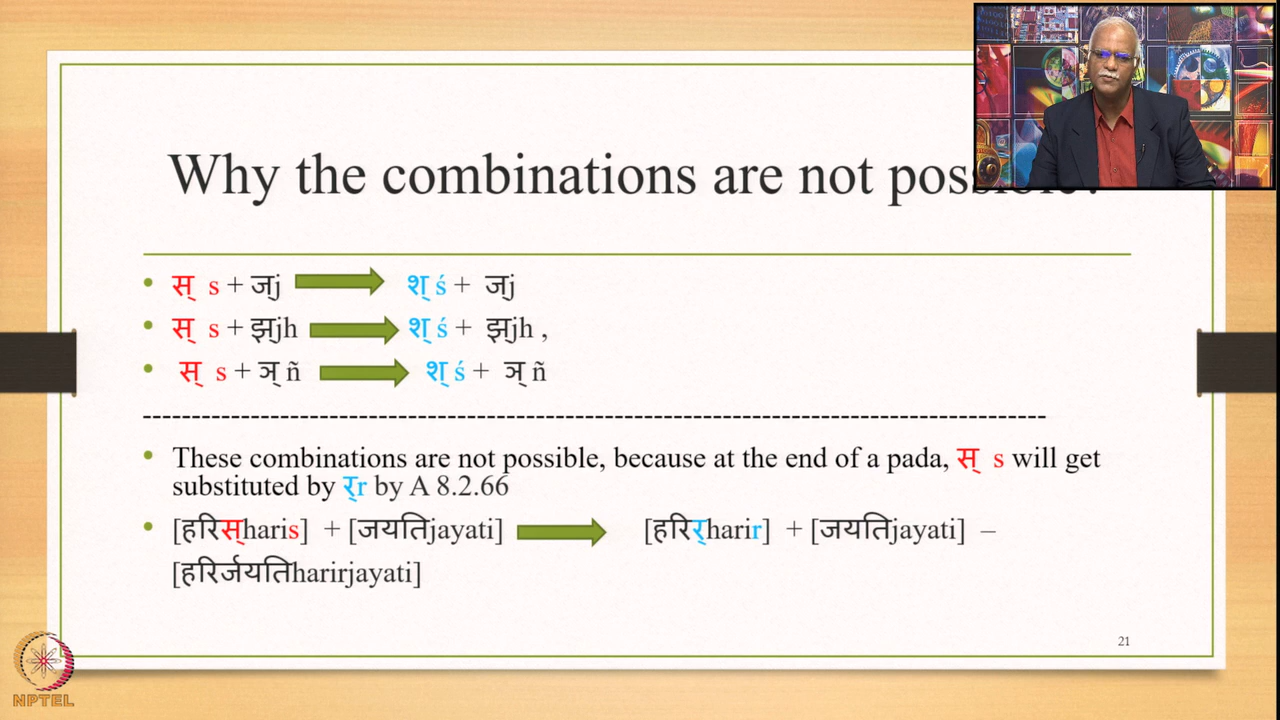 Why the combinations are not possible?
• स् s + ज्j श् ś + ज्j
• स् s + झ्jh श् ś + झ्jh ,
• स् s + ञ् ñ श् ś + ञ् ñ
--------------------------------------------------------------------------------------------
• These combinations are not possible, because at the end of a pada, स् s will get
substituted by र्r by A 8.2.66
• [हरिस्haris] + [जयतिjayati] [हरिर्harir] + [जयतिjayati] –
[हरिर्जयतिharirjayati]
21
NPTEL